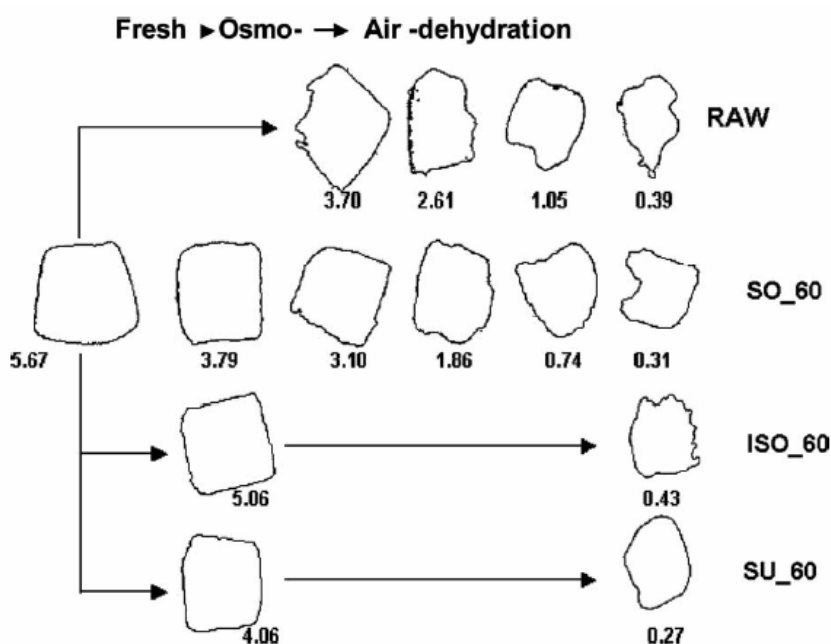 Fresh ►Osmo- → Air -dehydration
RAW
3.70 2.61 1.05 0.39
SO_60
5.67 3.79 3.10 1.86 0.74 0.31
ISO_60
5.06 0.43
SU_60
4.06 0.27